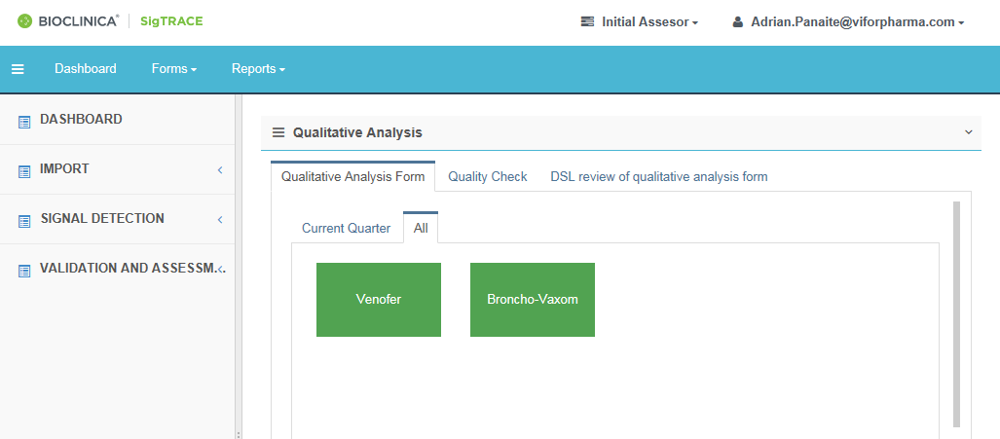 BIOCLINICA® SigTRACE Initial Assesor Adrian.Panaite@viforpharma.com
Dashboard Forms Reports
DASHBOARD
IMPORT
SIGNAL DETECTION
VALIDATION AND ASSESSM...
Qualitative Analysis
Qualitative Analysis Form Quality Check DSL review of qualitative analysis form
Current Quarter All
Venofer Broncho-Vaxom